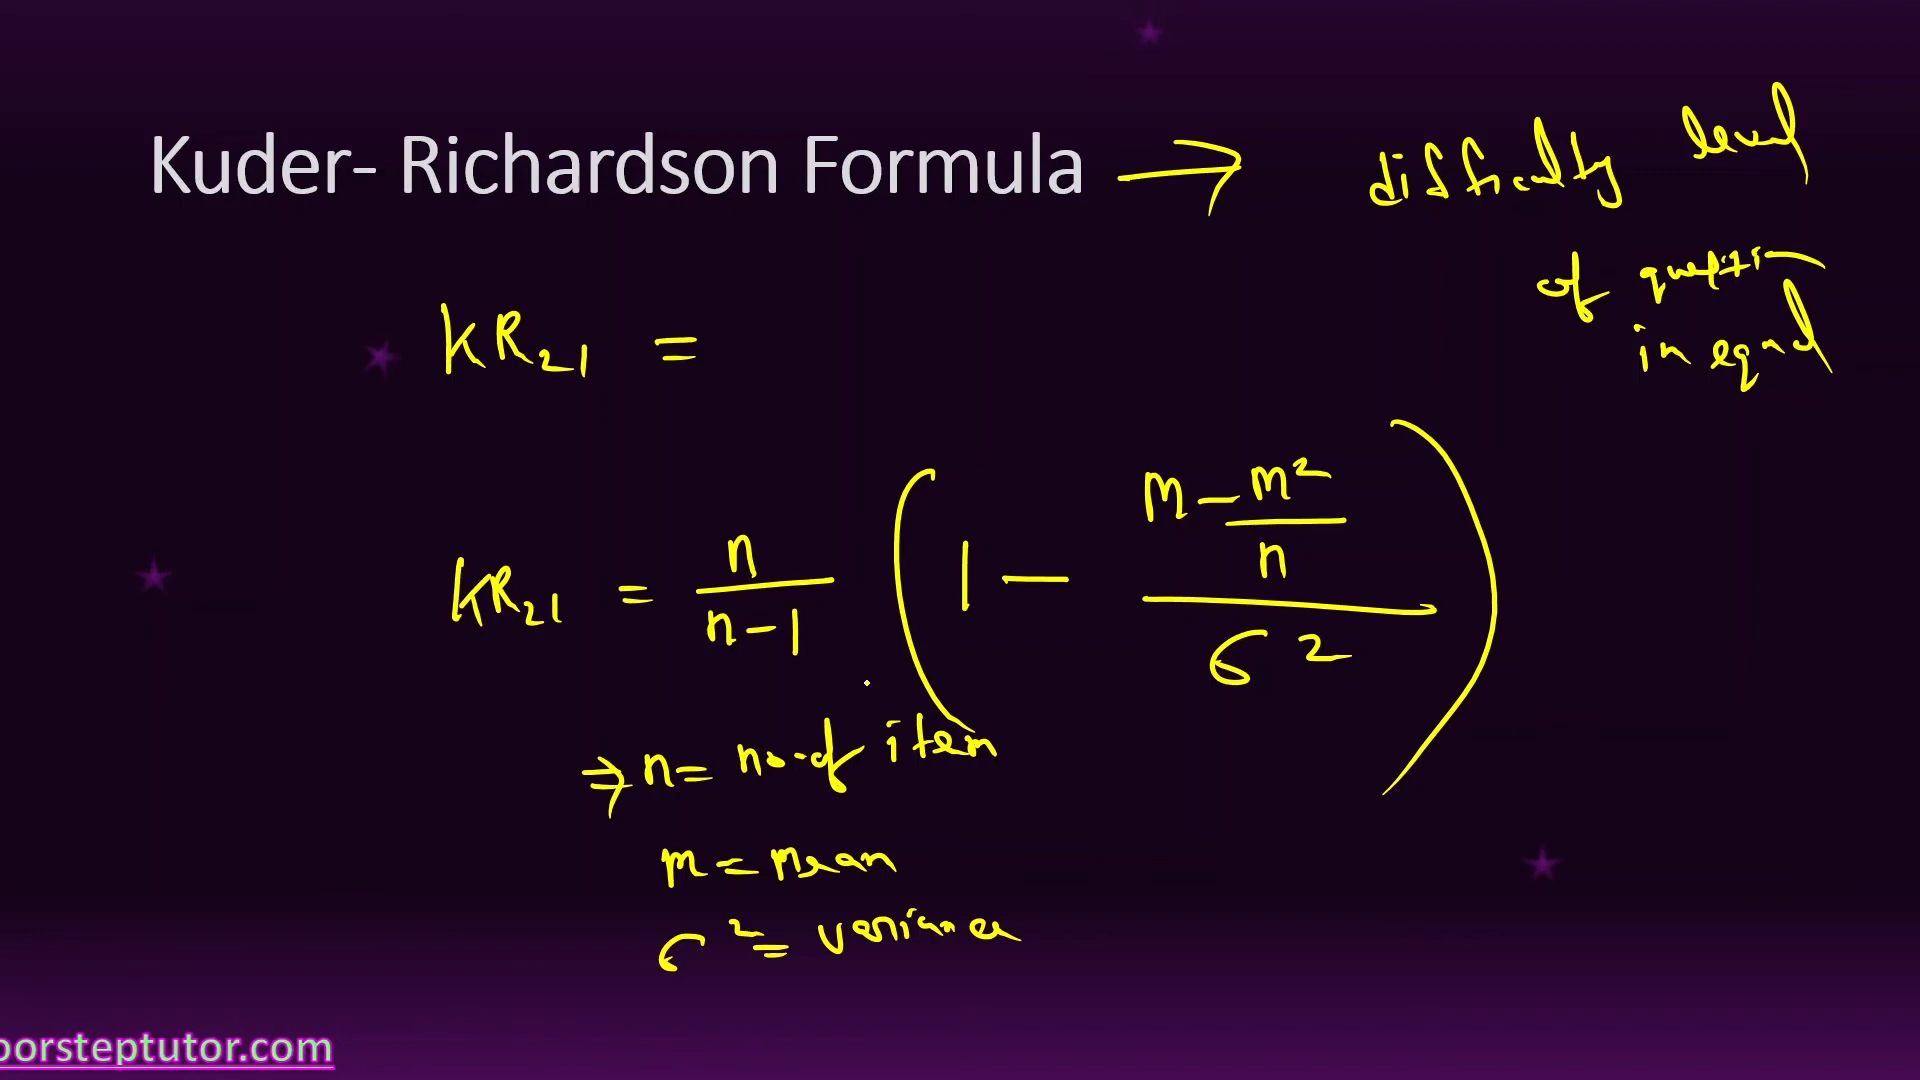 Kuder- Richardson Formula → difficulty level
of question
in equal
KR₂₁ =
KR₂₁ = n/(n-1) (1 - (M - m²/n)/σ²)
⇒ n = no. of item
m = Mean
σ² = variance
oorsteptutor.com